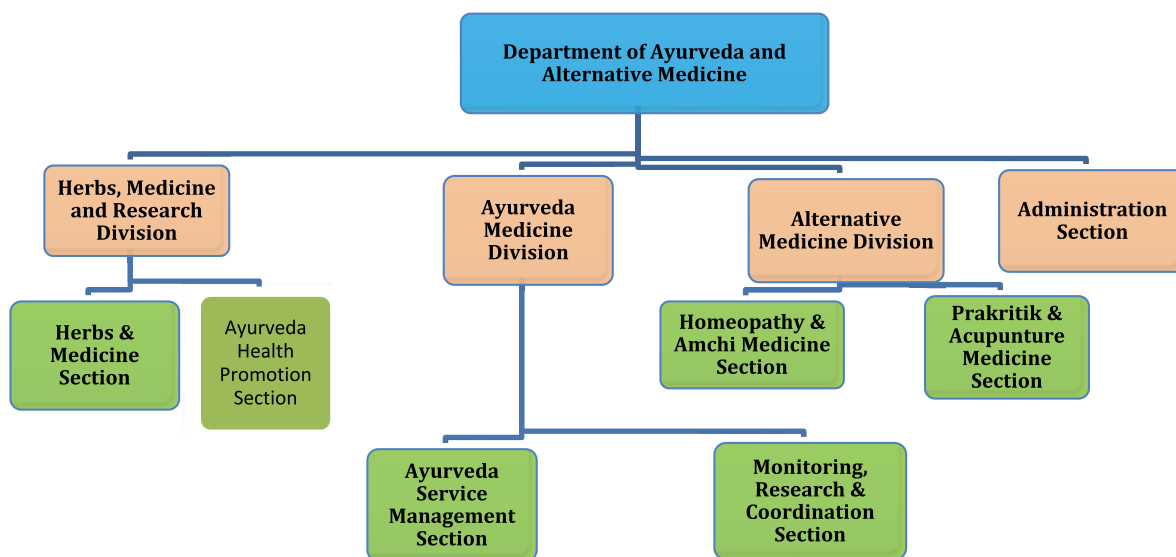 Department of Ayurveda and
Alternative Medicine
Herbs, Medicine
and Research
Division
Ayurveda
Medicine
Division
Alternative
Medicine Division
Administration
Section
Herbs &
Medicine
Section
Ayurveda
Health
Promotion
Section
Homeopathy &
Amchi Medicine
Section
Prakritik &
Acupunture
Medicine
Section
Ayurveda
Service
Management
Section
Monitoring,
Research &
Coordination
Section